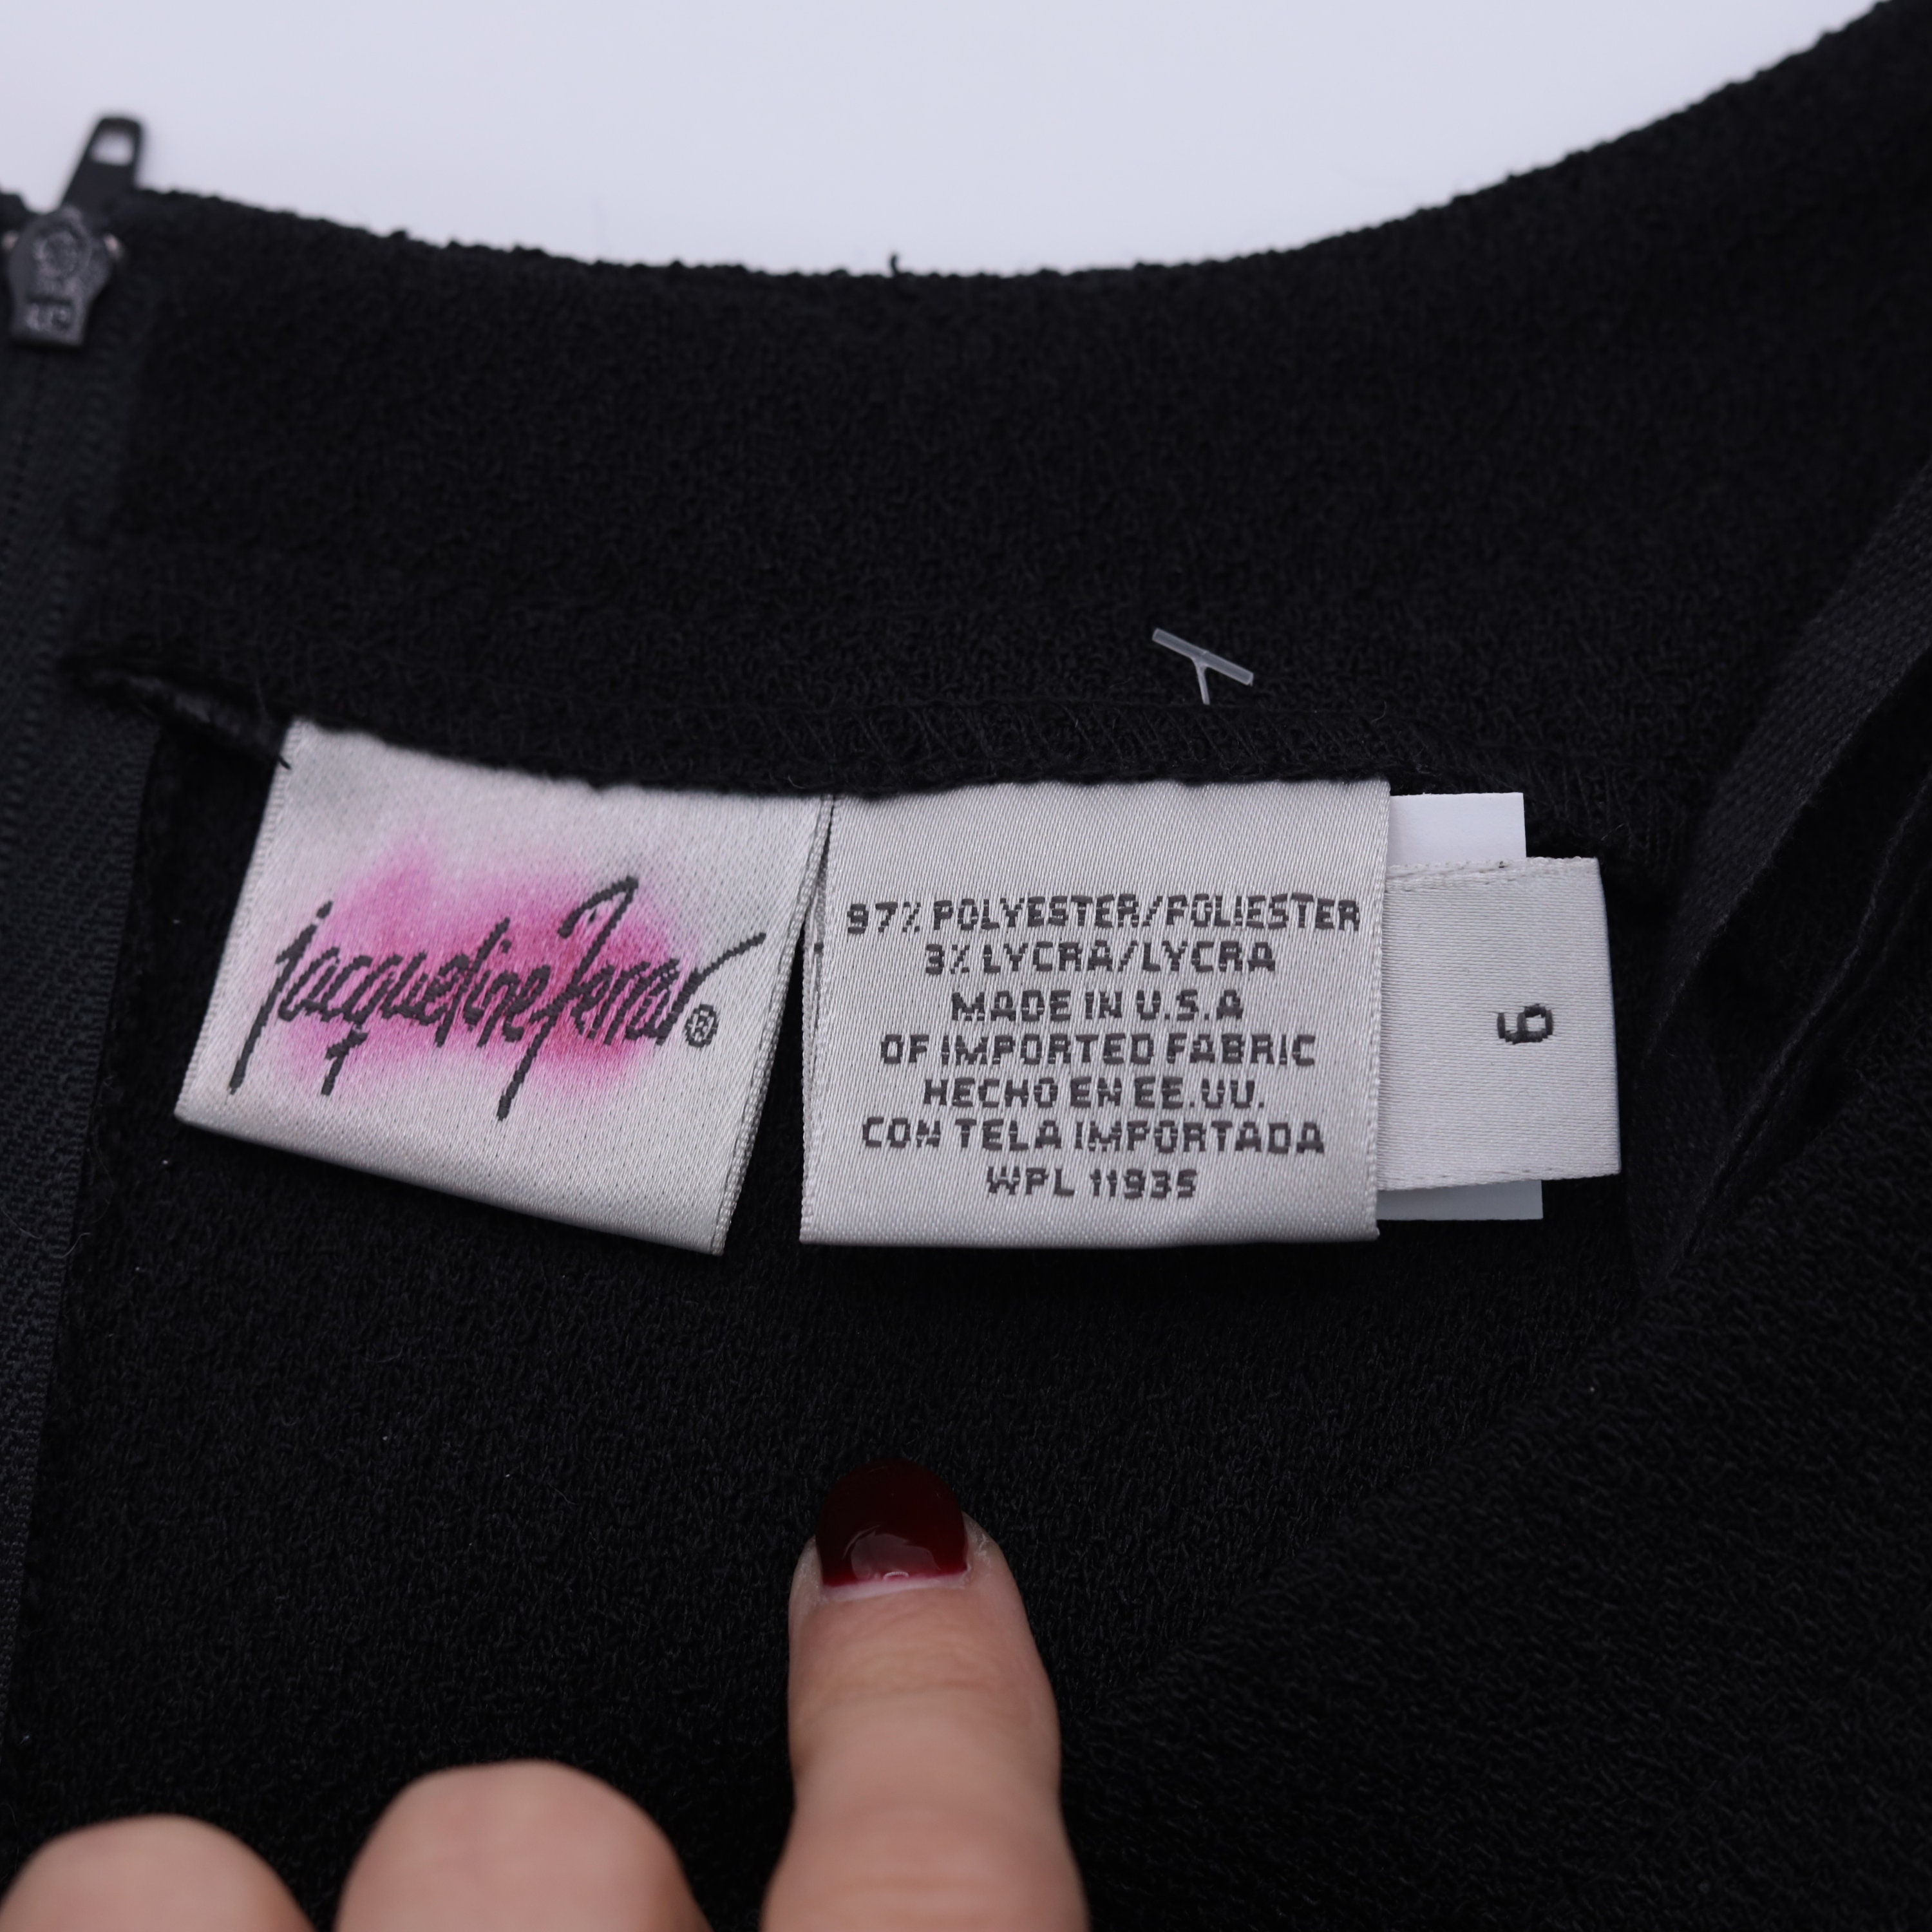 jacqueline Ferrar®
97% POLYESTER/POLIESTER
3% LYCRA/LYCRA
MADE IN U.S.A
OF IMPORTED FABRIC
HECHO EN EE.UU.
CON TELA IMPORTADA
WPL 11935
6